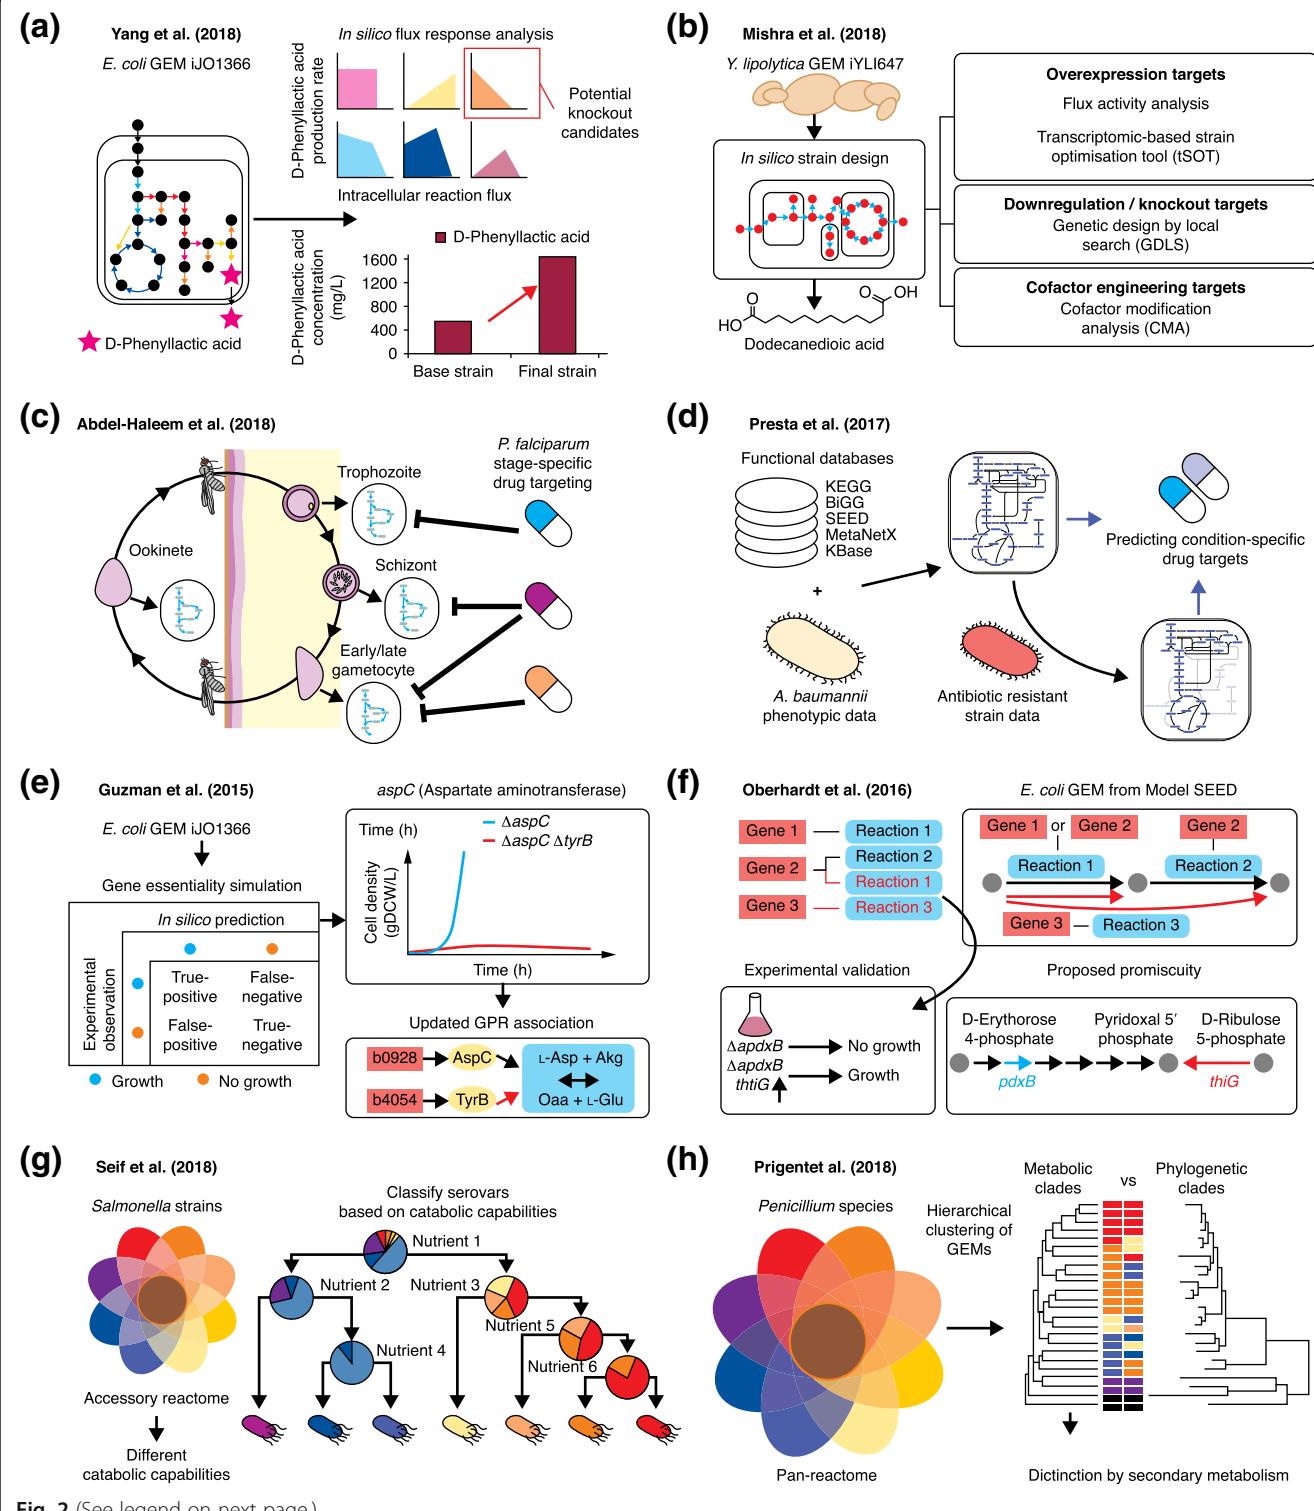 (a)
Yang et al. (2018)
E. coli GEM iJO1366
In silico flux response analysis
D-Phenyllactic acid
production rate
Potential
knockout
candidates
Intracellular reaction flux
D-Phenyllactic acid
D-Phenyllactic acid
concentration
(mg/L)
1600
1200
800
400
0
Base strain
Final strain
D-Phenyllactic acid
(b)
Mishra et al. (2018)
Y. lipolytica GEM iYLI647
In silico strain design
HO
O
O
OH
Dodecanedioic acid
Overexpression targets
Flux activity analysis
Transcriptomic-based strain
optimisation tool (tSOT)
Downregulation / knockout targets
Genetic design by local
search (GDLS)
Cofactor engineering targets
Cofactor modification
analysis (CMA)
(c)
Abdel-Haleem et al. (2018)
P. falciparum
stage-specific
drug targeting
Trophozoite
Ookinete
Schizont
Early/late
gametocyte
(d)
Presta et al. (2017)
Functional databases
KEGG
BiGG
SEED
MetaNetX
KBase
+
A. baumannii
phenotypic data
Antibiotic resistant
strain data
Predicting condition-specific
drug targets
(e)
Guzman et al. (2015)
E. coli GEM iJO1366
Gene essentiality simulation
In silico prediction
Experimental
observation
True-
positive
False-
negative
False-
positive
True-
negative
Growth
No growth
aspC (Aspartate aminotransferase)
Time (h)
ΔaspC
ΔaspC ΔtyrB
Cell density
(gDCW/L)
Time (h)
Updated GPR association
b0928
AspC
b4054
TyrB
L-Asp + Akg
Oaa + L-Glu
(f)
Oberhardt et al. (2016)
Gene 1
Reaction 1
Gene 2
Reaction 2
Reaction 1
Gene 3
Reaction 3
E. coli GEM from Model SEED
Gene 1 or Gene 2
Gene 2
Reaction 1
Reaction 2
Gene 3
Reaction 3
Experimental validation
ΔapdxB
No growth
ΔapdxB
thtiG
Growth
Proposed promiscuity
D-Erythorose
4-phosphate
Pyridoxal 5′
phosphate
D-Ribulose
5-phosphate
pdxB
thiG
(g)
Seif et al. (2018)
Salmonella strains
Accessory reactome
Different
catabolic capabilities
Classify serovars
based on catabolic capabilities
Nutrient 1
Nutrient 2
Nutrient 3
Nutrient 4
Nutrient 5
Nutrient 6
(h)
Prigentet al. (2018)
Penicillium species
Pan-reactome
Hierarchical
clustering of
GEMs
Metabolic
clades
vs
Phylogenetic
clades
Dictinction by secondary metabolism
Fig. 2 (See legend on next page.)